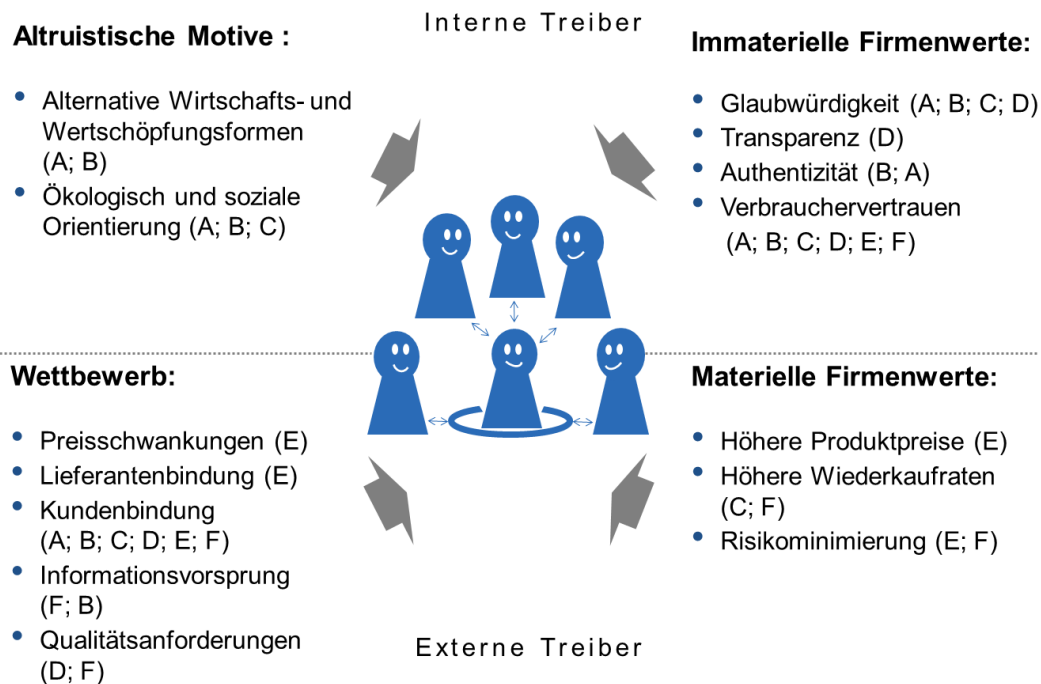 Interne Treiber
Altruistische Motive :
• Alternative Wirtschafts- und
Wertschöpfungsformen
(A; B)
• Ökologisch und soziale
Orientierung (A; B; C)
Immaterielle Firmenwerte:
• Glaubwürdigkeit (A; B; C; D)
• Transparenz (D)
• Authentizität (B; A)
• Verbrauchervertrauen
(A; B; C; D; E; F)
Wettbewerb:
• Preisschwankungen (E)
• Lieferantenbindung (E)
• Kundenbindung
(A; B; C; D; E; F)
• Informationsvorsprung
(F; B)
• Qualitätsanforderungen
(D; F)
Materielle Firmenwerte:
• Höhere Produktpreise (E)
• Höhere Wiederkaufraten
(C; F)
• Risikominimierung (E; F)
Externe Treiber